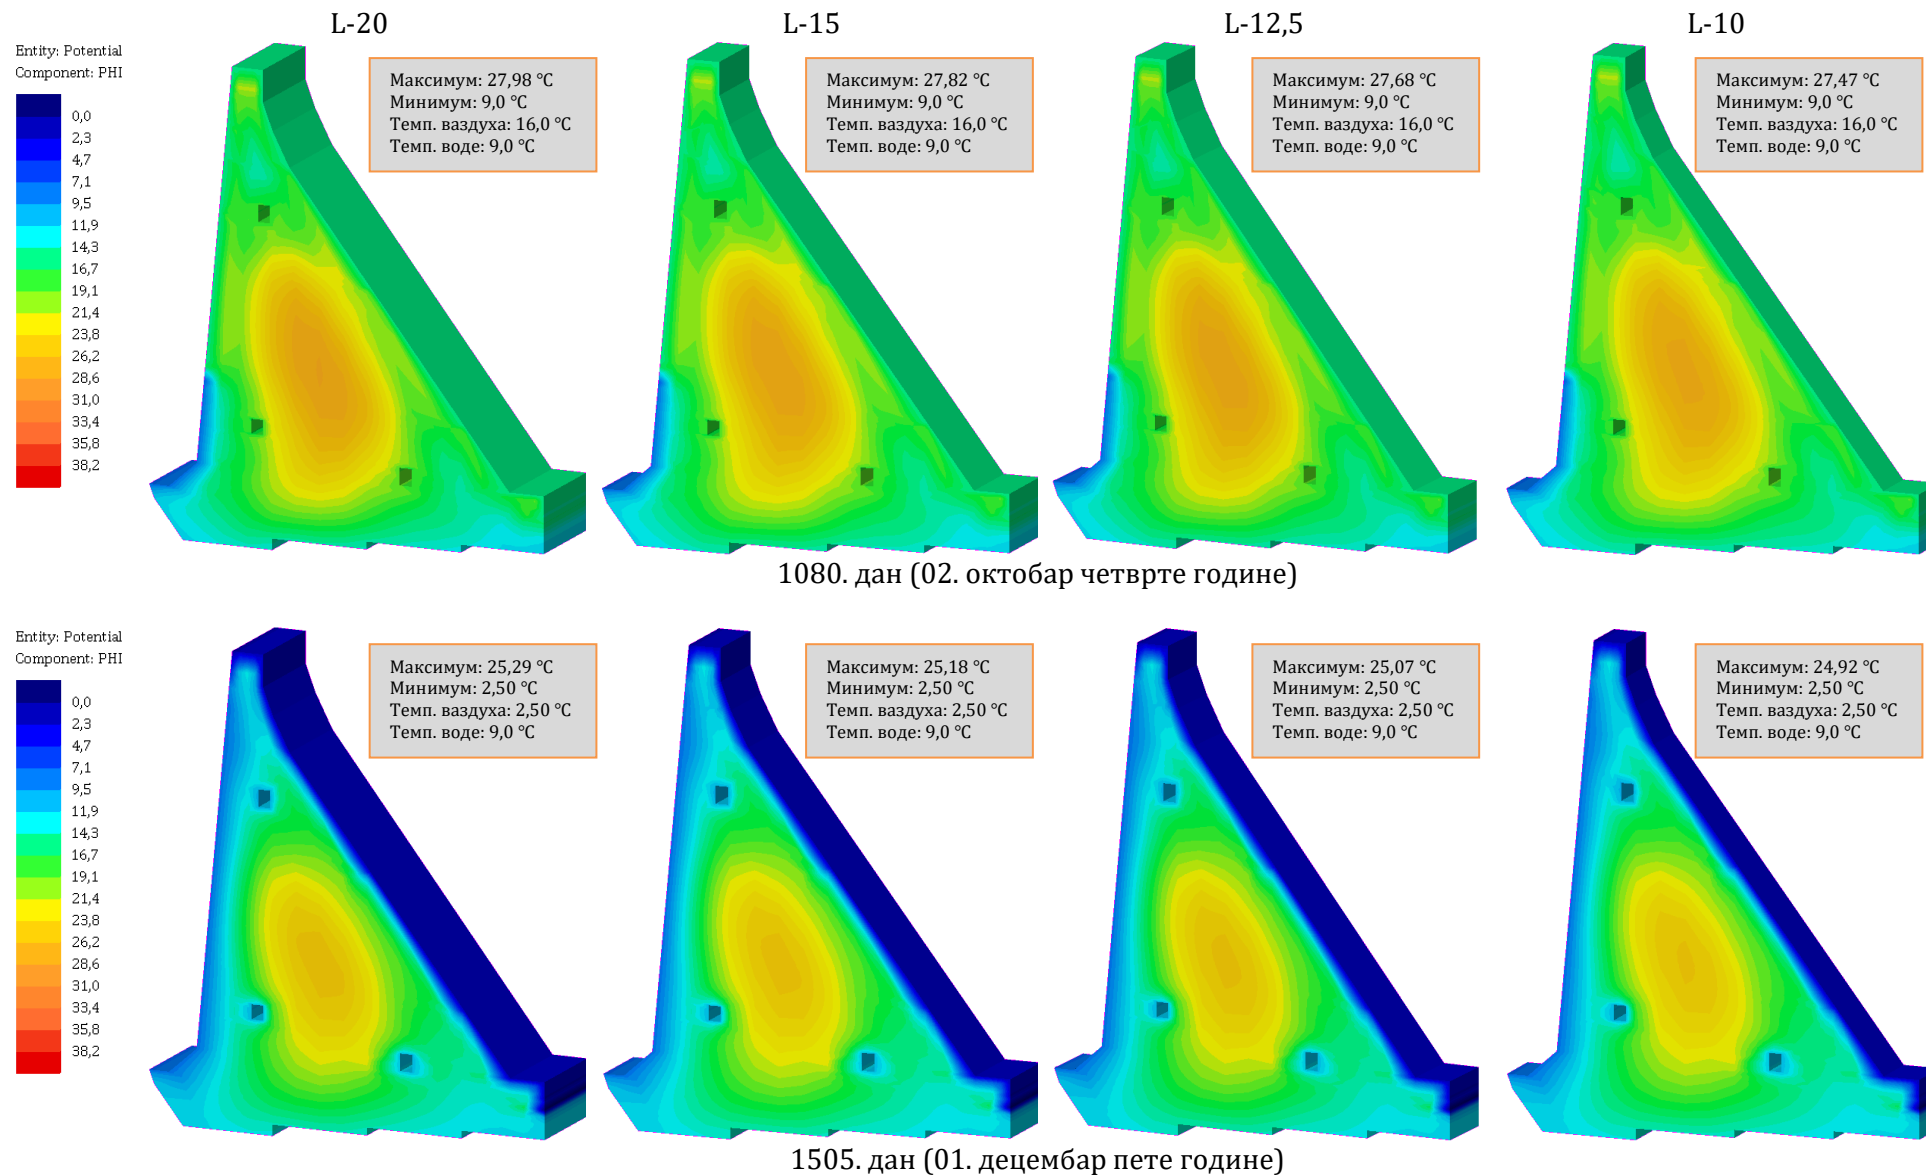 L-20
L-15
L-12,5
L-10
Entity: Potential
Component: PHI
0,0
2,3
4,7
7,1
9,5
11,9
14,3
16,7
19,1
21,4
23,8
26,2
28,6
31,0
33,4
35,8
38,2
Максимум: 27,98 °C
Минимум: 9,0 °C
Темп. ваздуха: 16,0 °C
Темп. воде: 9,0 °C
Максимум: 27,82 °C
Минимум: 9,0 °C
Темп. ваздуха: 16,0 °C
Темп. воде: 9,0 °C
Максимум: 27,68 °C
Минимум: 9,0 °C
Темп. ваздуха: 16,0 °C
Темп. воде: 9,0 °C
Максимум: 27,47 °C
Минимум: 9,0 °C
Темп. ваздуха: 16,0 °C
Темп. воде: 9,0 °C
1080. дан (02. октобар четврте године)
Entity: Potential
Component: PHI
0,0
2,3
4,7
7,1
9,5
11,9
14,3
16,7
19,1
21,4
23,8
26,2
28,6
31,0
33,4
35,8
38,2
Максимум: 25,29 °C
Минимум: 2,50 °C
Темп. ваздуха: 2,50 °C
Темп. воде: 9,0 °C
Максимум: 25,18 °C
Минимум: 2,50 °C
Темп. ваздуха: 2,50 °C
Темп. воде: 9,0 °C
Максимум: 25,07 °C
Минимум: 2,50 °C
Темп. ваздуха: 2,50 °C
Темп. воде: 9,0 °C
Максимум: 24,92 °C
Минимум: 2,50 °C
Темп. ваздуха: 2,50 °C
Темп. воде: 9,0 °C
1505. дан (01. децембар пете године)